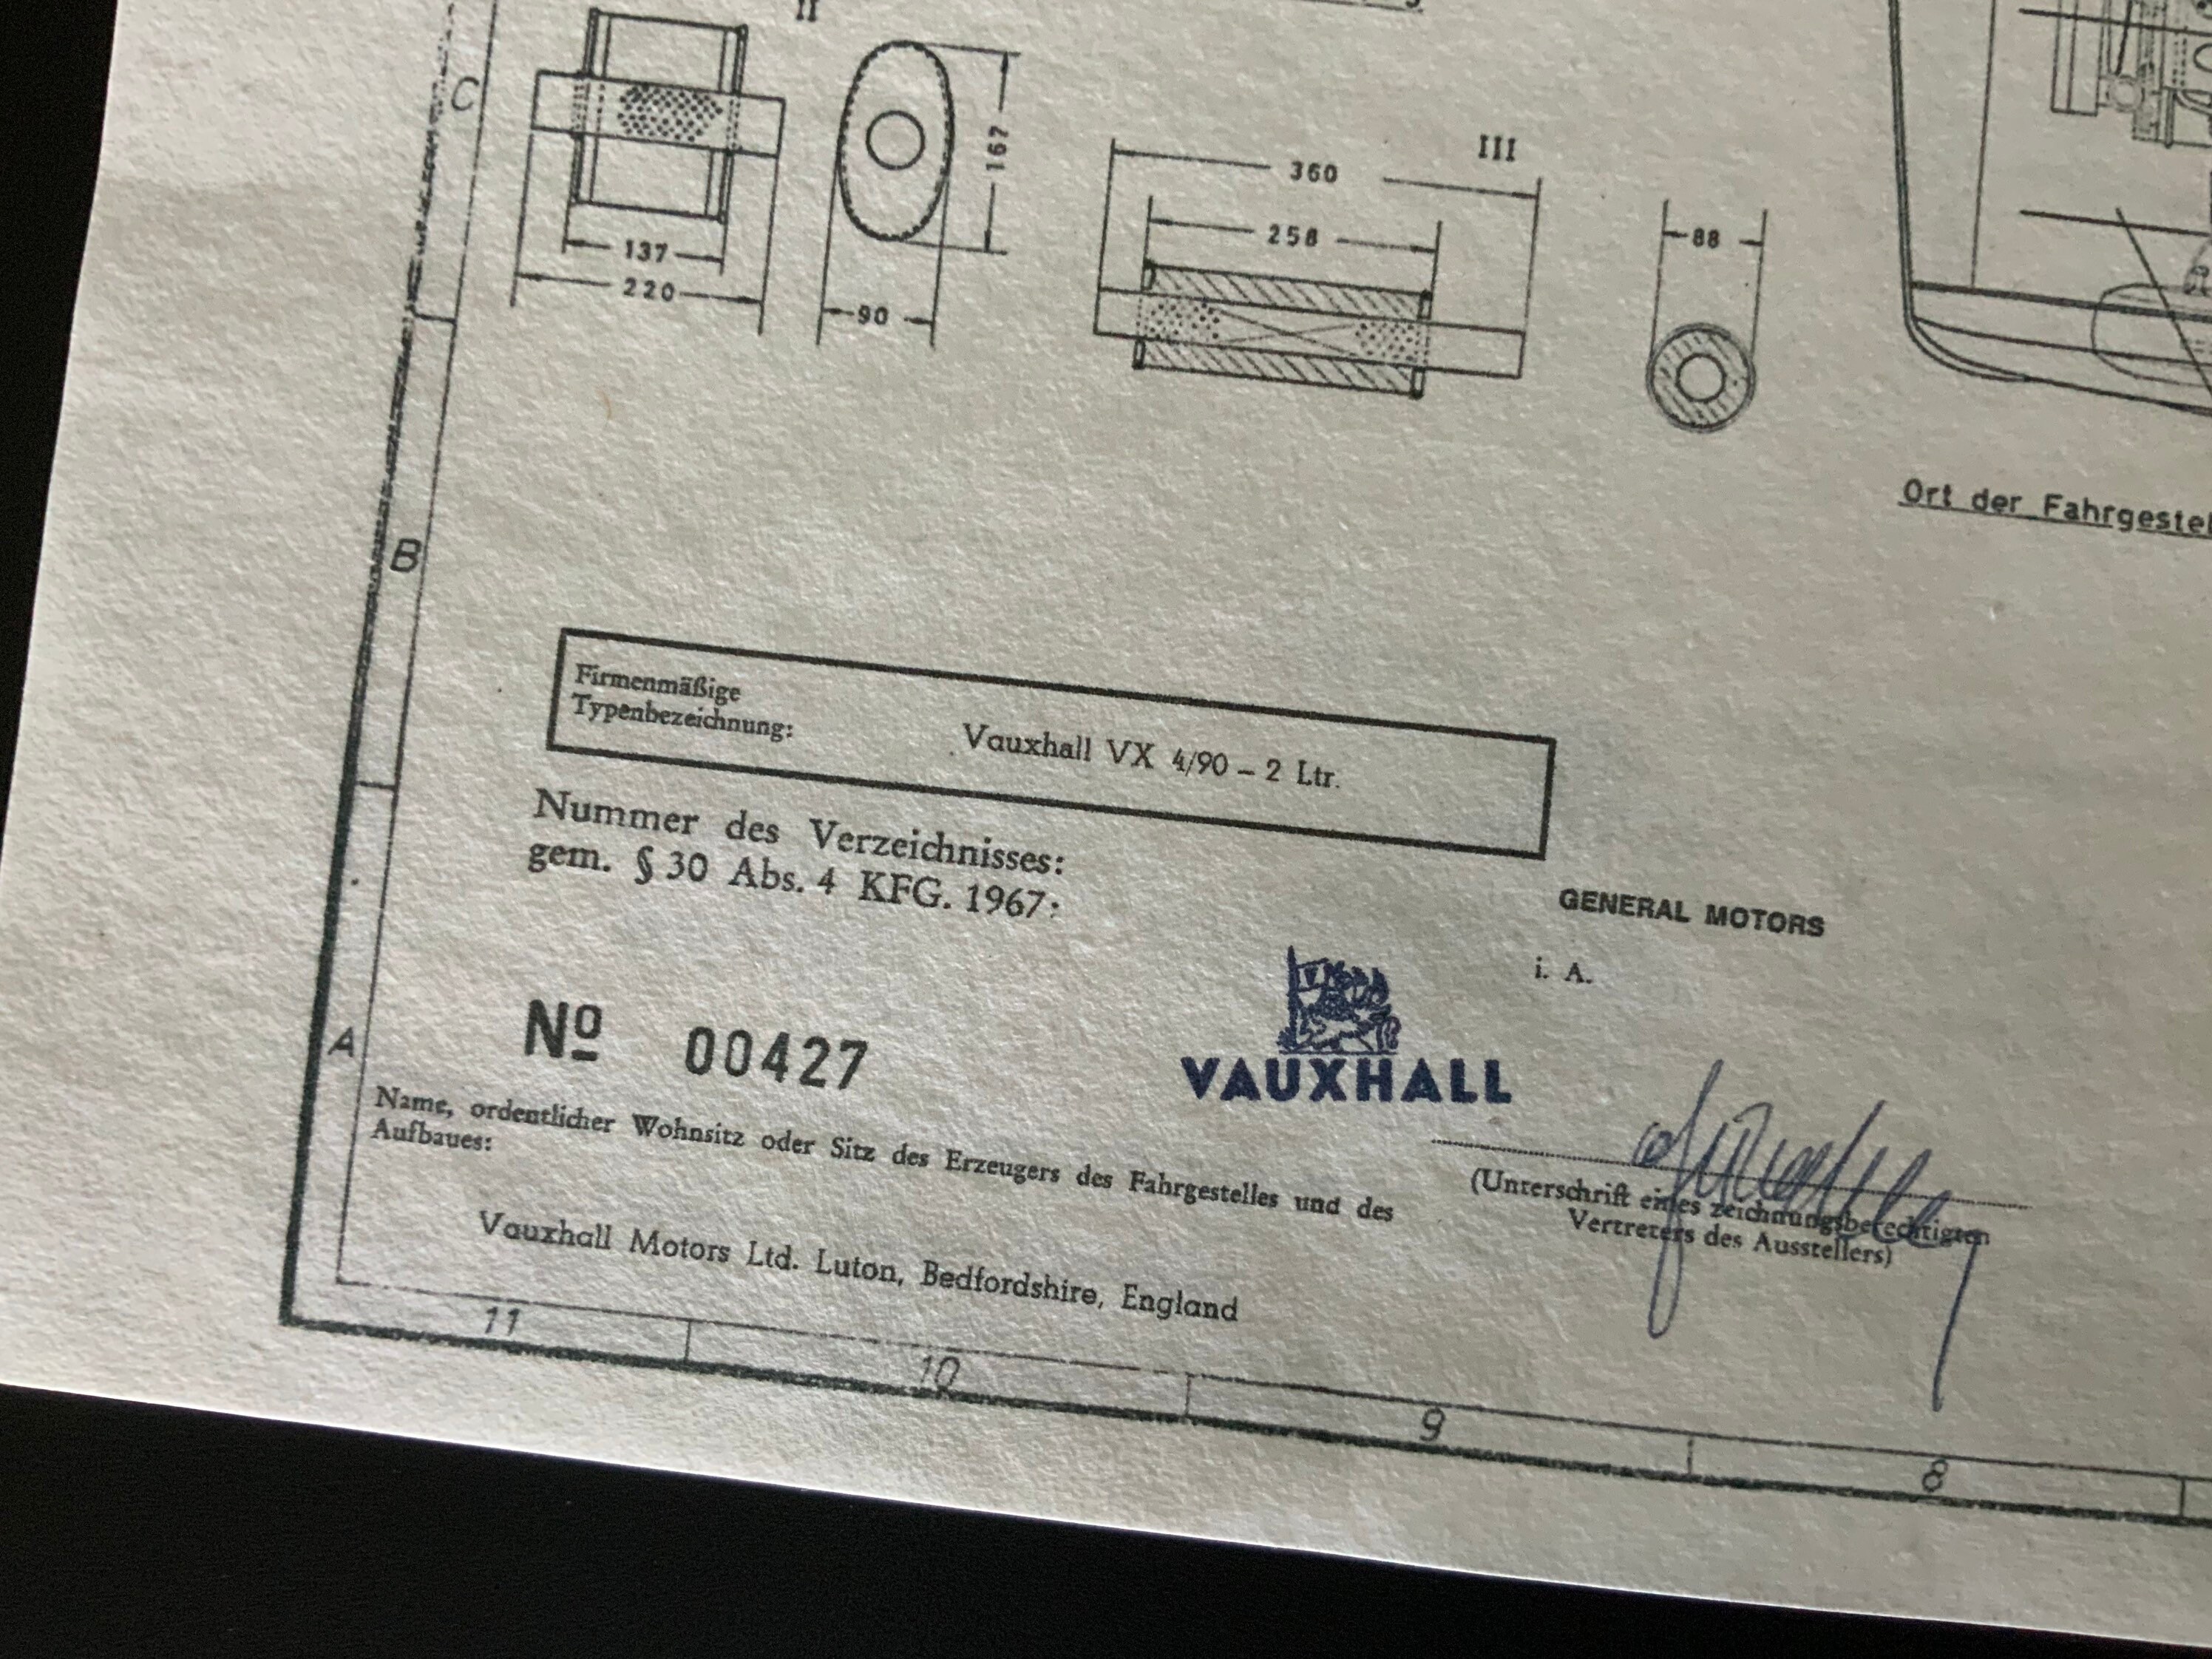 II
C
167
137
220
90
III
360
258
88
Ort der
B
Firmenmäßige
Typenbezeichnung:
Vauxhall VX 4/90 – 2 Ltr.
Nummer des Verzeichnisses:
gem. § 30 Abs. 4 KFG. 1967:
GENERAL MOTORS
i. A.
Nº 00427
VAUXHALL
A
Name, ordentlicher Wohnsitz oder Sitz des Erzeugers des Fahrgestelles und des
Aufbaues:
(Unterschrift eines zeichnungsberechtigten
Vertreters des Ausstellers)
Vauxhall Motors Ltd. Luton, Bedfordshire, England
11
10
9
8